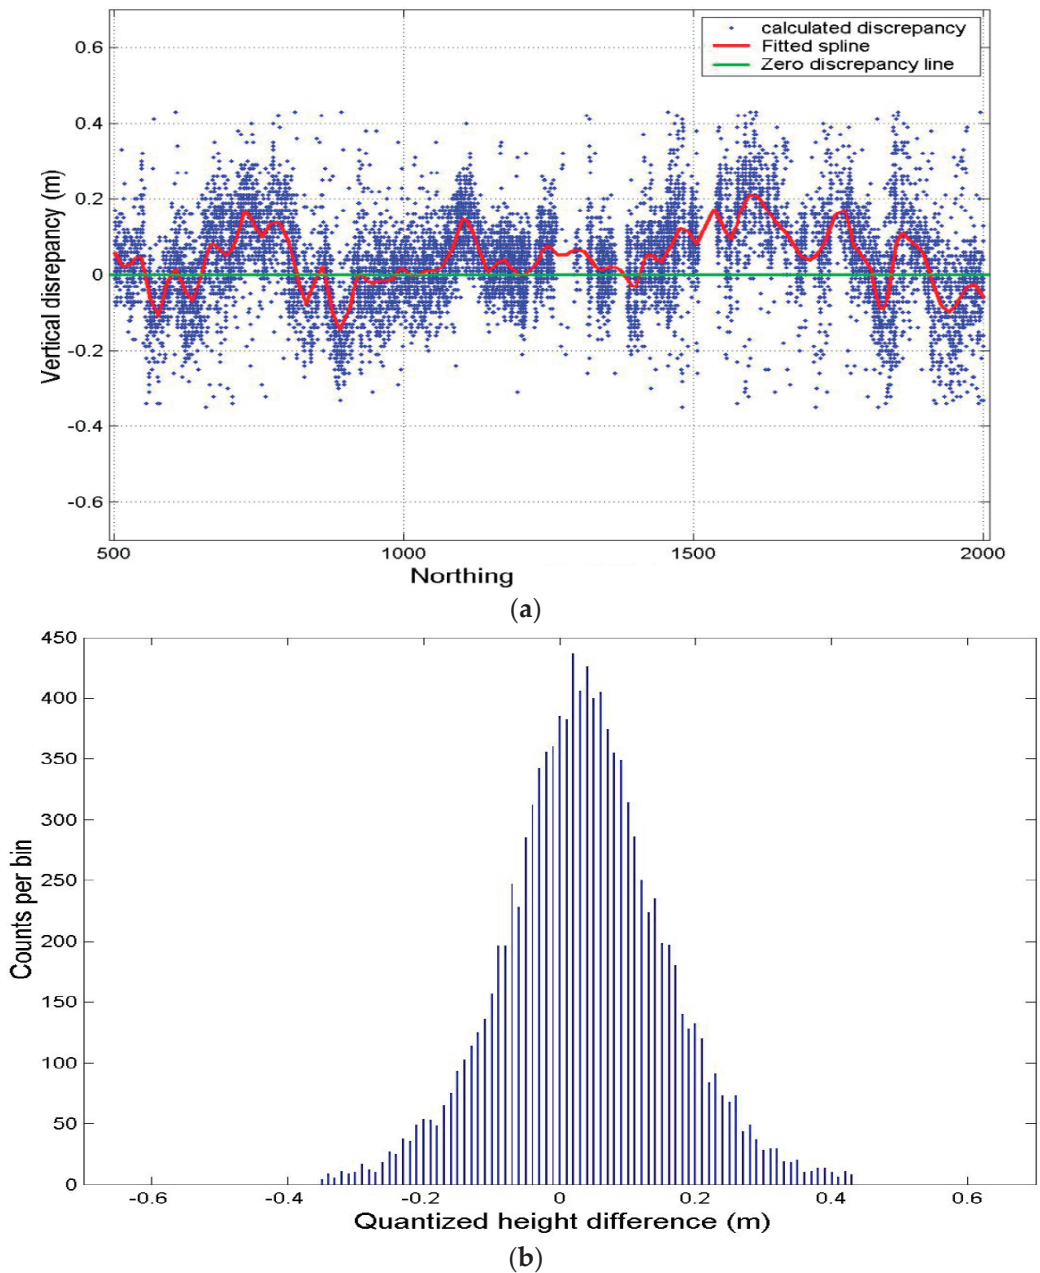 calculated discrepancy
Fitted spline
Zero discrepancy line
0.6
0.4
0.2
0
-0.2
-0.4
-0.6
Vertical discrepancy (m)
500 1000 1500 2000
Northing
(a)
450
400
350
300
250
200
150
100
50
0
Counts per bin
-0.6 -0.4 -0.2 0 0.2 0.4 0.6
Quantized height difference (m)
(b)